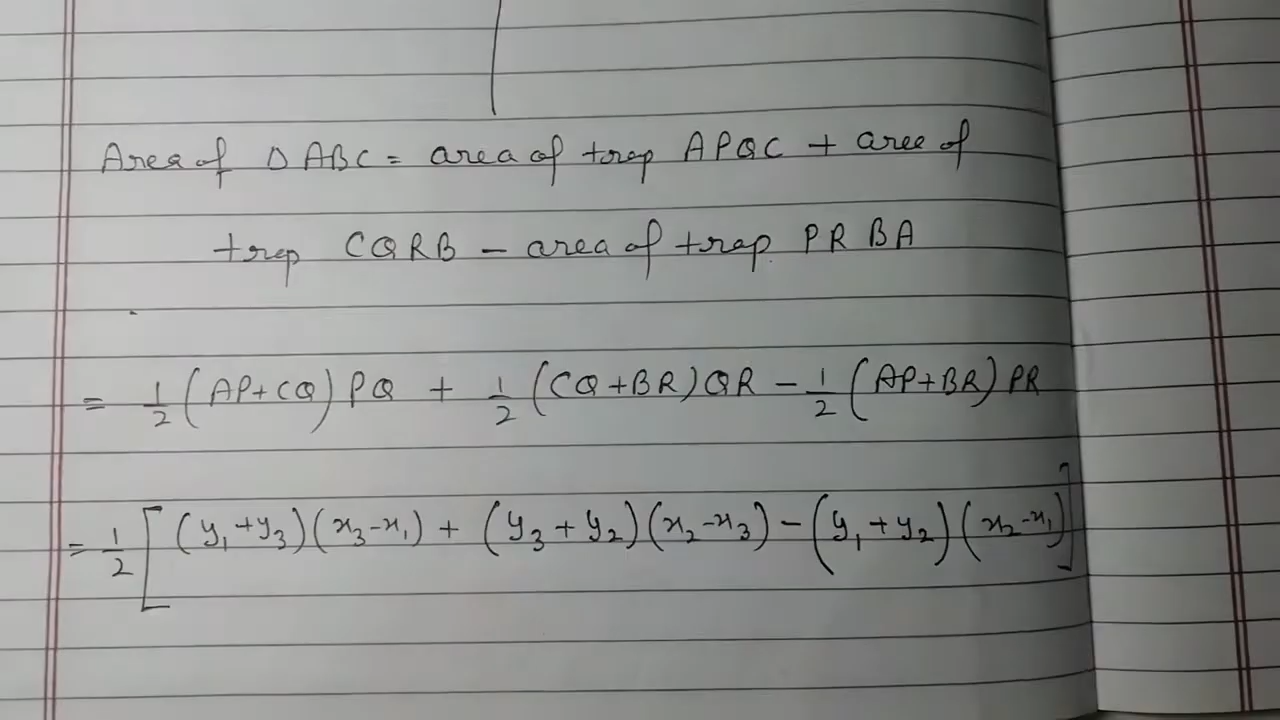 Area of Δ ABC = area of trap APQC + aree of
trap CQRB – area of trap. PRBA
= 1/2 (AP+CQ) PQ + 1/2 (CQ+BR) QR – 1/2 (AP+BR) PR
= 1/2 [(y₁+y₃)(x₃–x₁) + (y₃+y₂)(x₂–x₃) – (y₁+y₂)(x₂–x₁)]